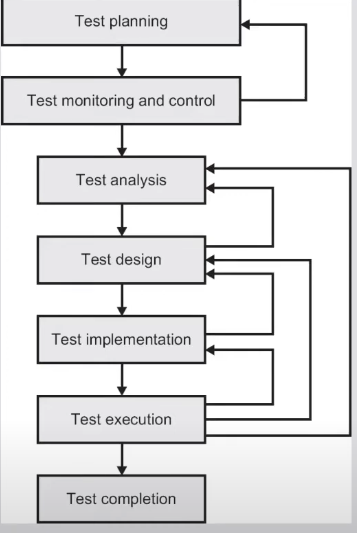 Test planning
Test monitoring and control
Test analysis
Test design
Test implementation
Test execution
Test completion